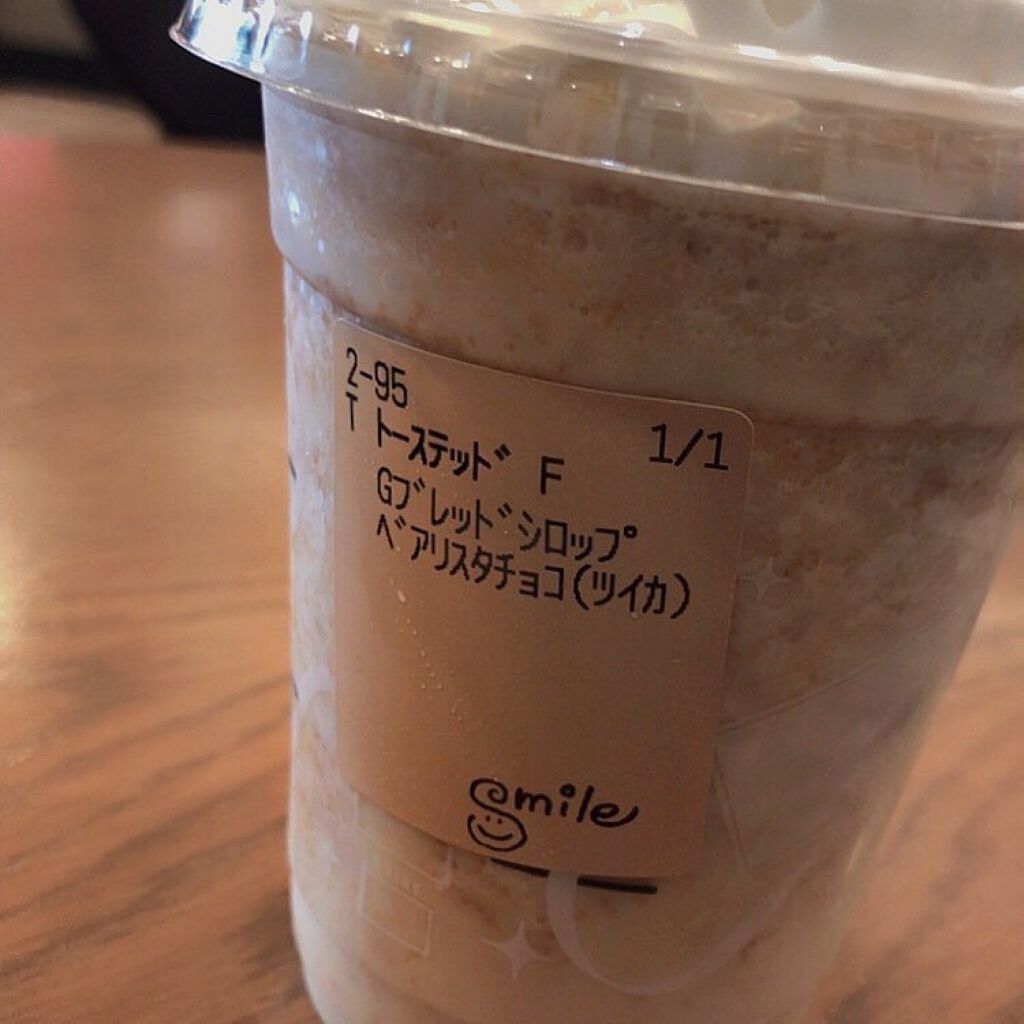 2-95
1/1
T ﾄｰｽﾃｯﾄﾞ F
Gﾌﾞﾚｯﾄﾞｼﾛｯﾌﾟ
ﾍﾞｱﾘｽﾀﾁｮｺ(ﾂｲｶ)
Smile